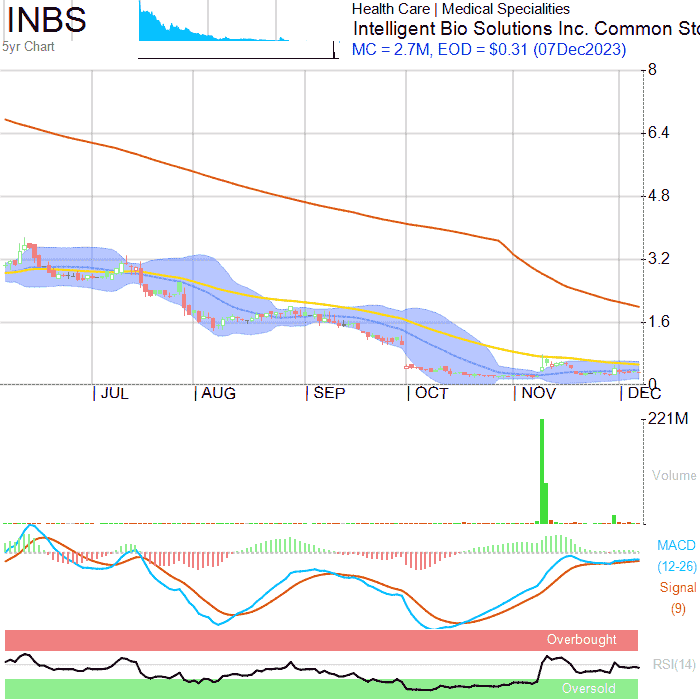 INBS
5yr Chart
Health Care | Medical Specialities
Intelligent Bio Solutions Inc. Common Sto
MC = 2.7M, EOD = $0.31 (07Dec2023)
8
6.4
4.8
3.2
1.6
0
JUL AUG SEP OCT NOV DEC
221M
Volume
MACD
(12-26)
Signal
(9)
Overbought
RSI(14)
Oversold